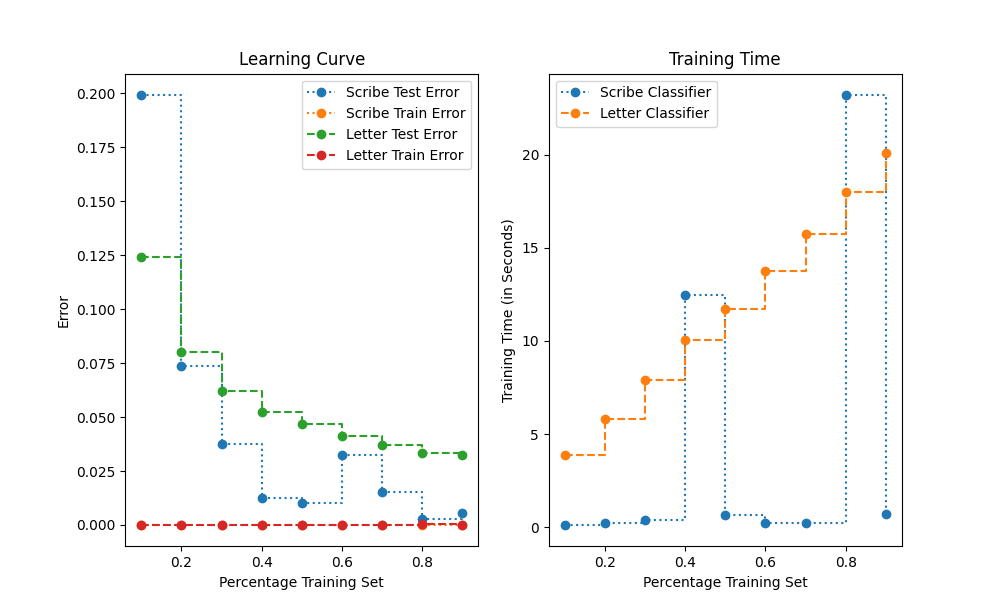 Learning Curve
Scribe Test Error
Scribe Train Error
Letter Test Error
Letter Train Error
0.200
0.175
0.150
0.125
0.100
0.075
0.050
0.025
0.000
Error
0.2 0.4 0.6 0.8
Percentage Training Set
Training Time
Scribe Classifier
Letter Classifier
20
15
10
5
0
Training Time (in Seconds)
0.2 0.4 0.6 0.8
Percentage Training Set